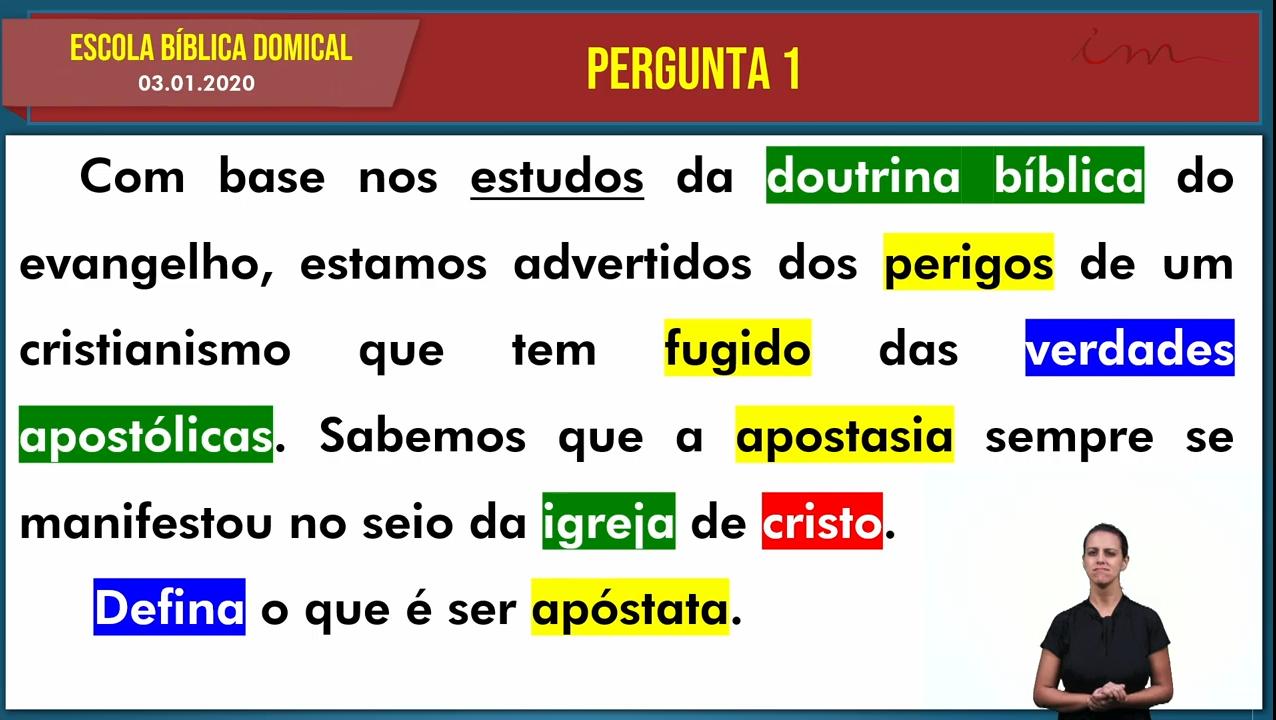 ESCOLA BÍBLICA DOMICAL
03.01.2020
PERGUNTA 1
im
Com base nos estudos da doutrina bíblica do
evangelho, estamos advertidos dos perigos de um
cristianismo que tem fugido das verdades
apostólicas. Sabemos que a apostasia sempre se
manifestou no seio da igreja de cristo.
Defina o que é ser apóstata.